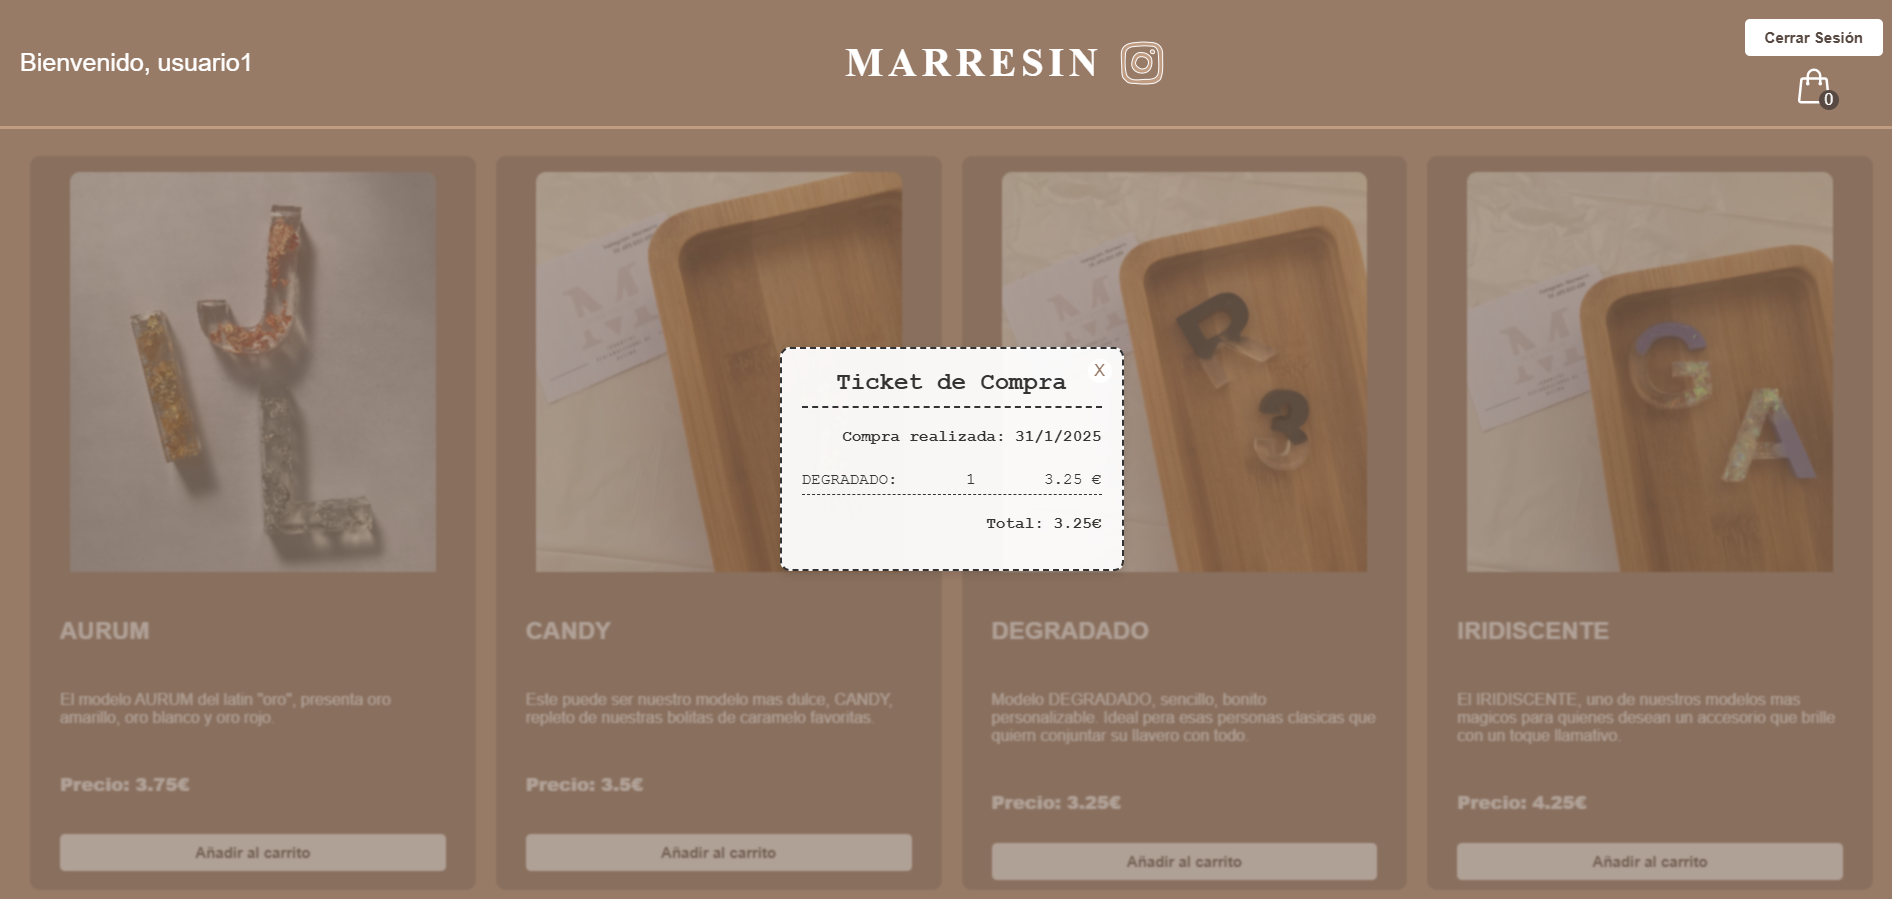 Bienvenido, usuario1
MARRESIN
Cerrar Sesión
0
Ticket de Compra
X
Compra realizada: 31/1/2025
DEGRADADO: 1 3.25 €
Total: 3.25€
R
3
G
A
AURUM
El modelo AURUM del latin "oro", presenta oro
amarillo, oro blanco y oro rojo.
Precio: 3.75€
Añadir al carrito
CANDY
Este puede ser nuestro modelo mas dulce, CANDY,
repleto de nuestras bolitas de caramelo favoritas.
Precio: 3.5€
Añadir al carrito
DEGRADADO
Modelo DEGRADADO, sencillo, bonito
personalizable. Ideal pera esas personas clasicas que
quiern conjuntar su llavero con todo.
Precio: 3.25€
Añadir al carrito
IRIDISCENTE
El IRIDISCENTE, uno de nuestros modelos mas
magicos para quienes desean un accesorio que brille
con un toque llamativo.
Precio: 4.25€
Añadir al carrito